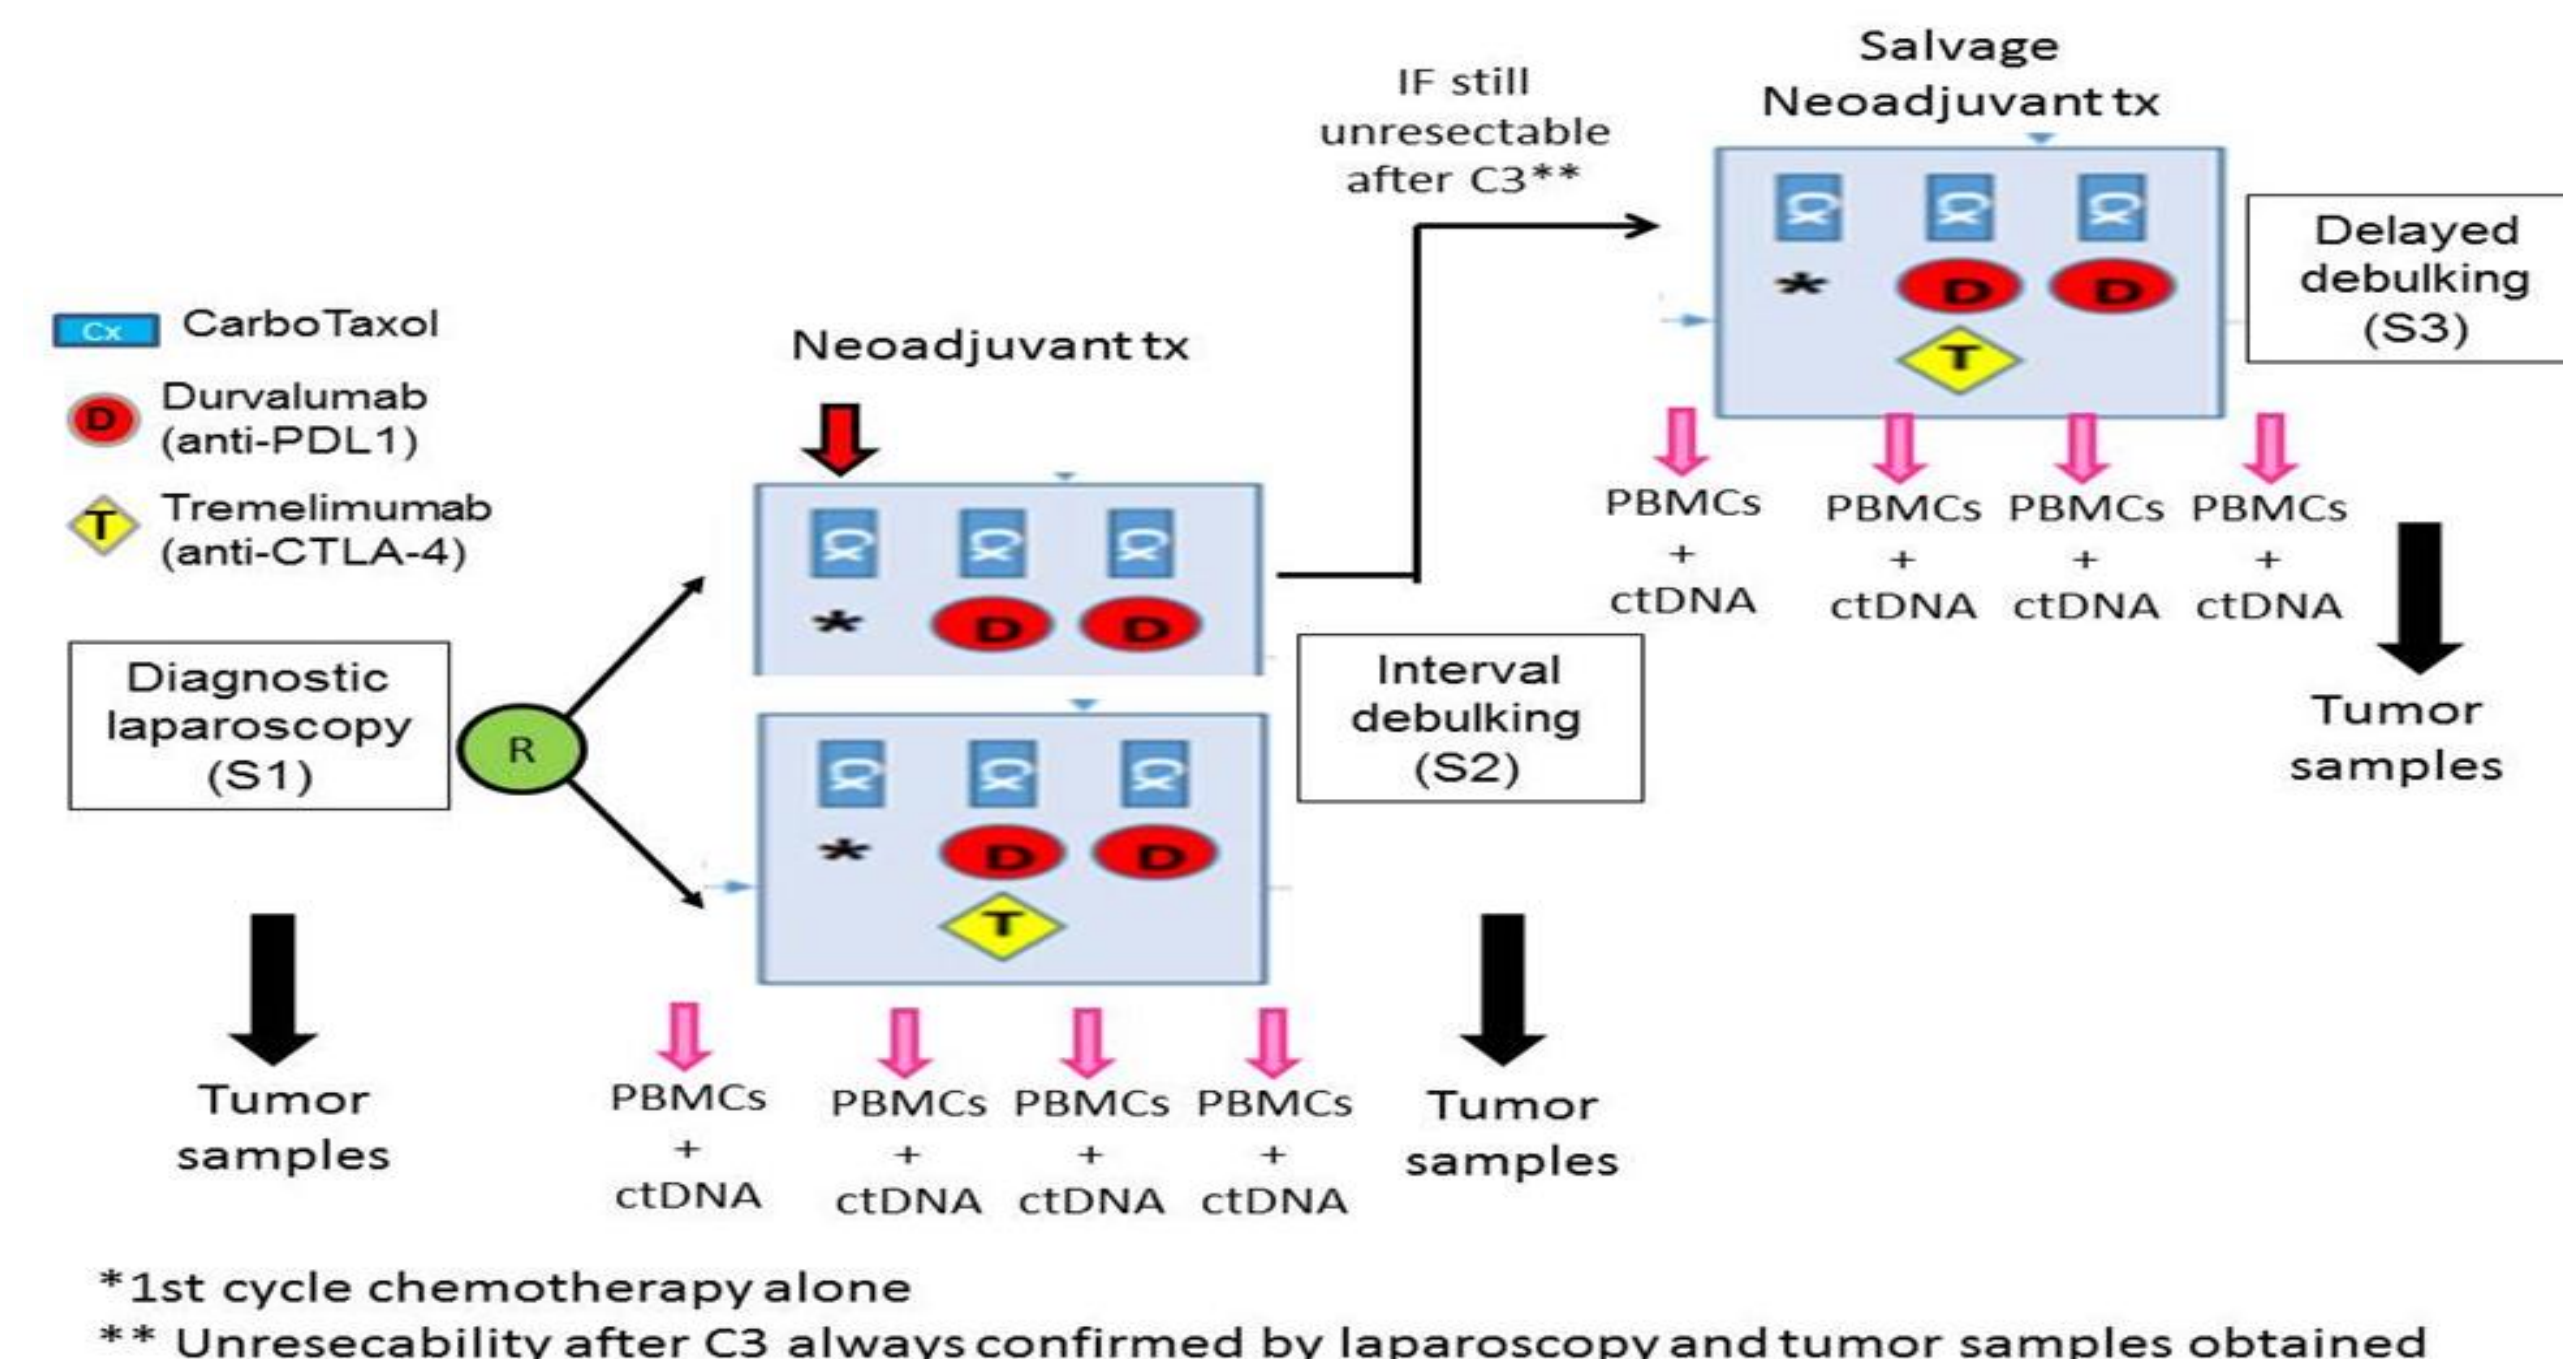 Salvage
Neoadjuvant tx
IF still
unresectable
after C3**
Cx Cx Cx
* D D
T
Delayed
debulking
(S3)
PBMCs PBMCs PBMCs PBMCs
+ + + +
ctDNA ctDNA ctDNA ctDNA
Tumor
samples
Cx CarboTaxol
D Durvalumab
(anti-PDL1)
T Tremelimumab
(anti-CTLA-4)
Neoadjuvant tx
Cx Cx Cx
* D D
Diagnostic
laparoscopy
(S1)
R
Interval
debulking
(S2)
Cx Cx Cx
* D D
T
Tumor
samples
PBMCs PBMCs PBMCs PBMCs
+ + + +
ctDNA ctDNA ctDNA ctDNA
Tumor
samples
*1st cycle chemotherapy alone
** Unresecability after C3 always confirmed by laparoscopy and tumor samples obtained